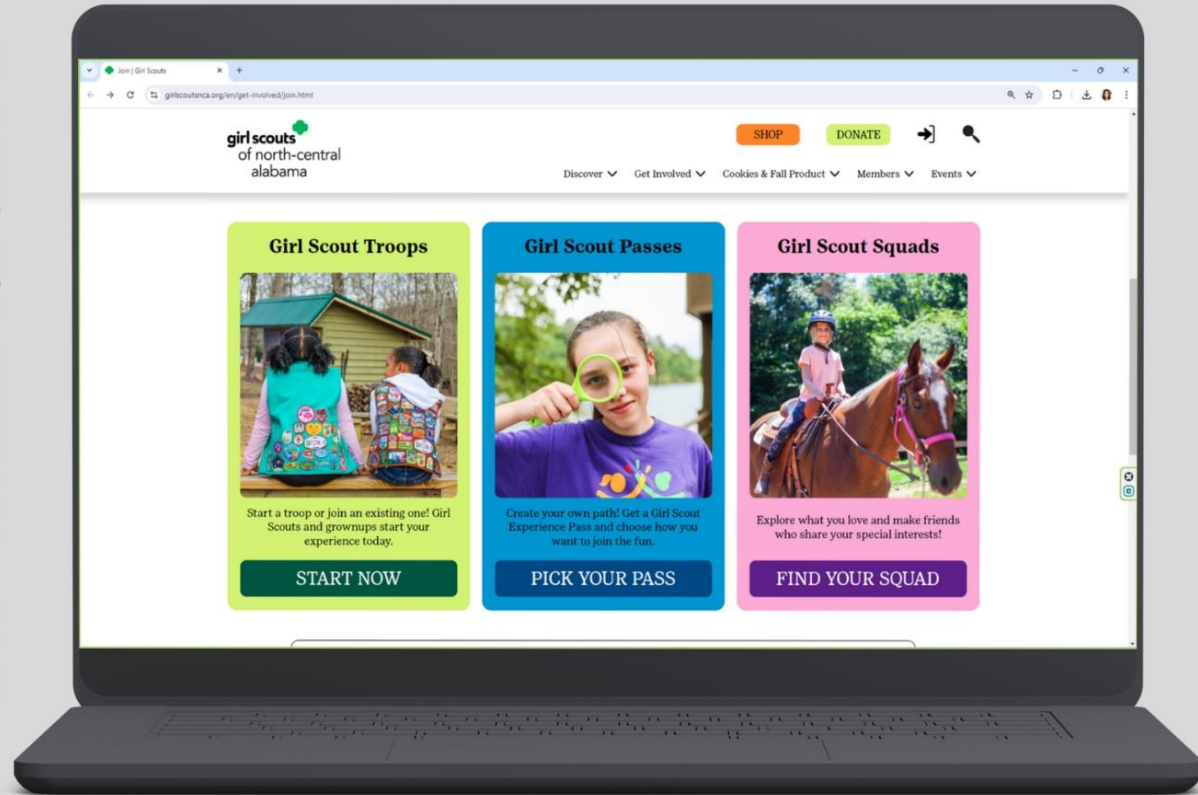 Join | Girl Scouts
girlscoutsnca.org/en/get-involved/join.html
girl scouts
of north-central
alabama
SHOP
DONATE
Discover
Get Involved
Cookies & Fall Product
Members
Events
Girl Scout Troops
Start a troop or join an existing one! Girl
Scouts and grownups start your
experience today.
START NOW
Girl Scout Passes
Create your own path! Get a Girl Scout
Experience Pass and choose how you
want to join the fun.
PICK YOUR PASS
Girl Scout Squads
Explore what you love and make friends
who share your special interests!
FIND YOUR SQUAD